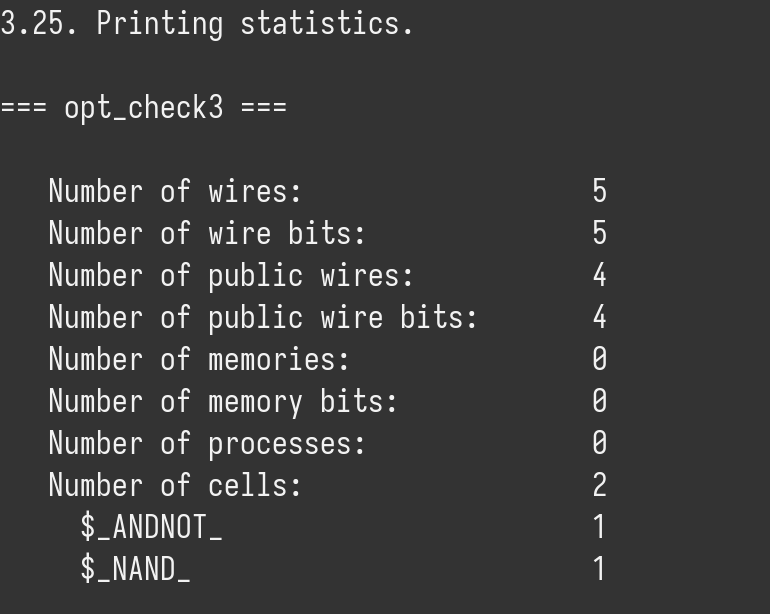 3.25. Printing statistics.
=== opt_check3 ===
Number of wires: 5
Number of wire bits: 5
Number of public wires: 4
Number of public wire bits: 4
Number of memories: 0
Number of memory bits: 0
Number of processes: 0
Number of cells: 2
$_ANDNOT_ 1
$_NAND_ 1